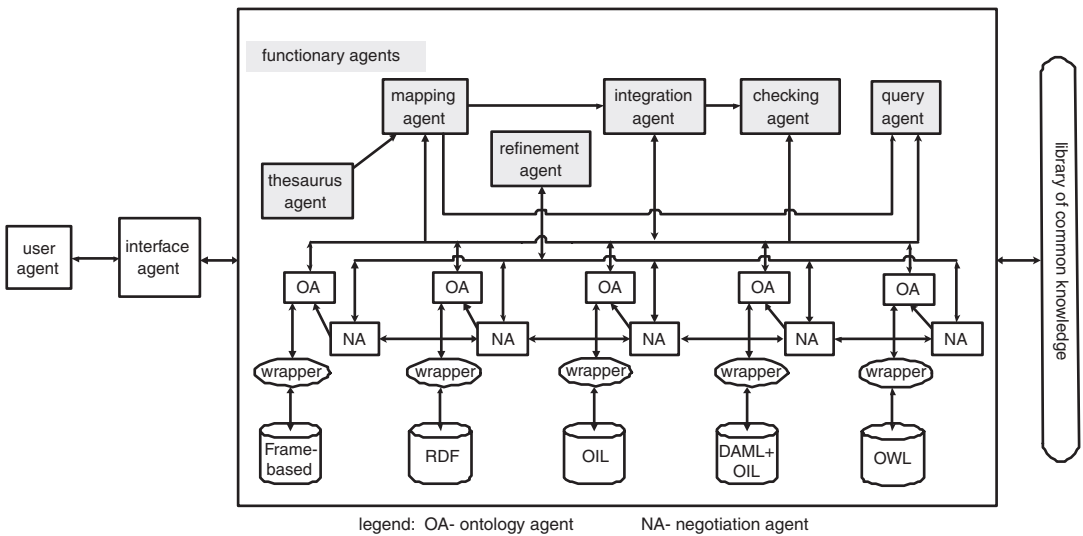 functionary agents
mapping
agent
integration
agent
checking
agent
query
agent
refinement
agent
thesaurus
agent
user
agent
interface
agent
library of common knowledge
OA
OA
OA
OA
OA
NA
NA
NA
NA
NA
wrapper
wrapper
wrapper
wrapper
wrapper
Frame-
based
RDF
OIL
DAML+
OIL
OWL
legend: OA- ontology agent NA- negotiation agent